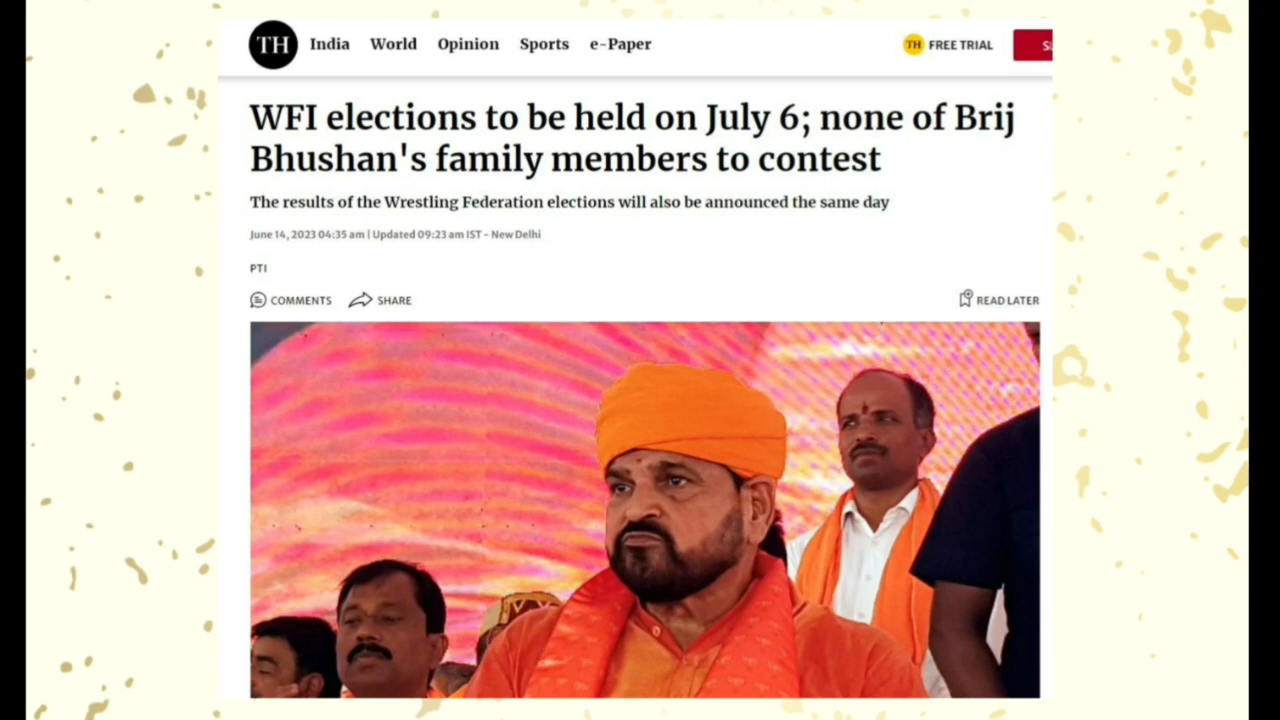 TH India World Opinion Sports e-Paper TH FREE TRIAL
WFI elections to be held on July 6; none of Brij
Bhushan's family members to contest
The results of the Wrestling Federation elections will also be announced the same day
June 14, 2023 04:35 am | Updated 09:23 am IST - New Delhi
PTI
COMMENTS SHARE READ LATER